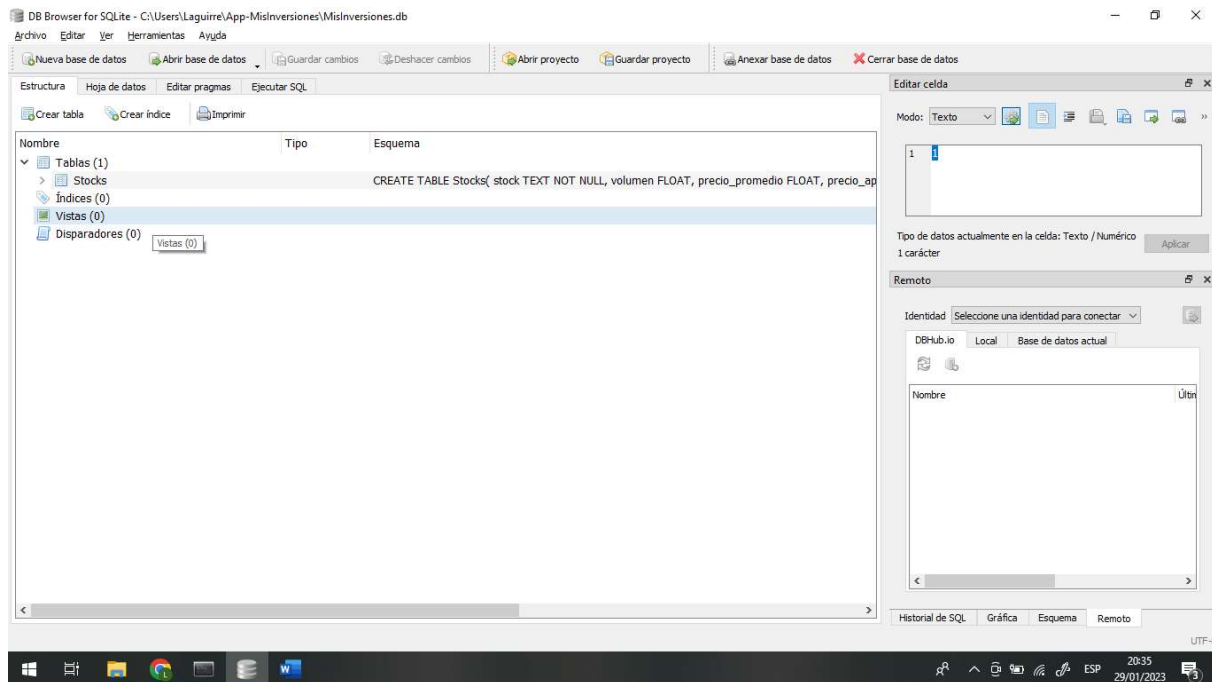 DB Browser for SQLite - C:\Users\Laguirre\App-MisInversiones\MisInversiones.db
Archivo Editar Ver Herramientas Ayuda
Nueva base de datos Abrir base de datos Guardar cambios Deshacer cambios Abrir proyecto Guardar proyecto Anexar base de datos Cerrar base de datos
Estructura Hoja de datos Editar pragmas Ejecutar SQL
Crear tabla Crear índice Imprimir
Nombre Tipo Esquema
Tablas (1)
Stocks CREATE TABLE Stocks( stock TEXT NOT NULL, volumen FLOAT, precio_promedio FLOAT, precio_ap
Índices (0)
Vistas (0)
Disparadores (0)
Vistas (0)
Editar celda
Modo: Texto
1 1
Tipo de datos actualmente en la celda: Texto / Numérico
1 carácter
Aplicar
Remoto
Identidad Seleccione una identidad para conectar
DBHub.io Local Base de datos actual
Nombre Últin
Historial de SQL Gráfica Esquema Remoto
UTF-
ESP
20:35
29/01/2023
3